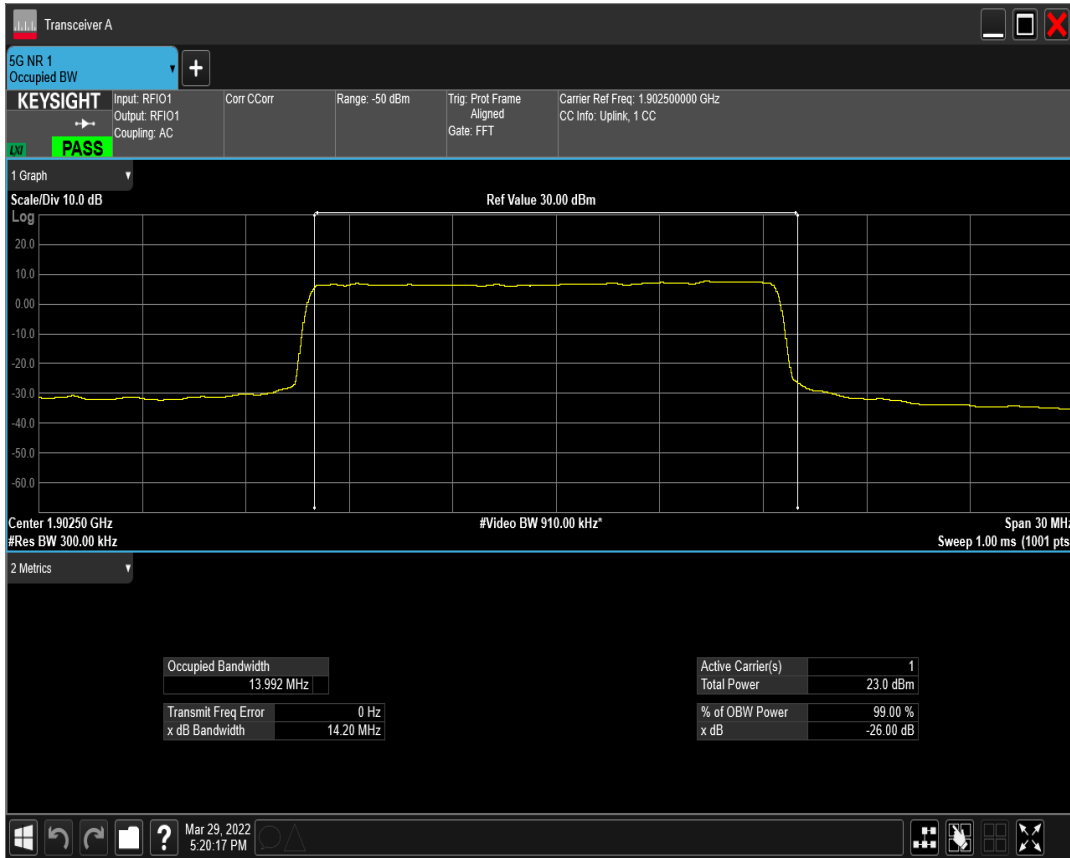 Transceiver A
5G NR 1
Occupied BW
KEYSIGHT
LXI
PASS
Input: RFIO1
Output: RFIO1
Coupling: AC
Corr CCorr
Range: -50 dBm
Trig: Prot Frame
Aligned
Gate: FFT
Carrier Ref Freq: 1.902500000 GHz
CC Info: Uplink, 1 CC
1 Graph
Scale/Div 10.0 dB
Ref Value 30.00 dBm
Log
20.0
10.0
0.00
-10.0
-20.0
-30.0
-40.0
-50.0
-60.0
Center 1.90250 GHz
#Video BW 910.00 kHz*
Span 30 MHz
#Res BW 300.00 kHz
Sweep 1.00 ms (1001 pts
2 Metrics
Occupied Bandwidth
13.992 MHz
Transmit Freq Error 0 Hz
x dB Bandwidth 14.20 MHz
Active Carrier(s) 1
Total Power 23.0 dBm
% of OBW Power 99.00 %
x dB -26.00 dB
?
Mar 29, 2022
5:20:17 PM